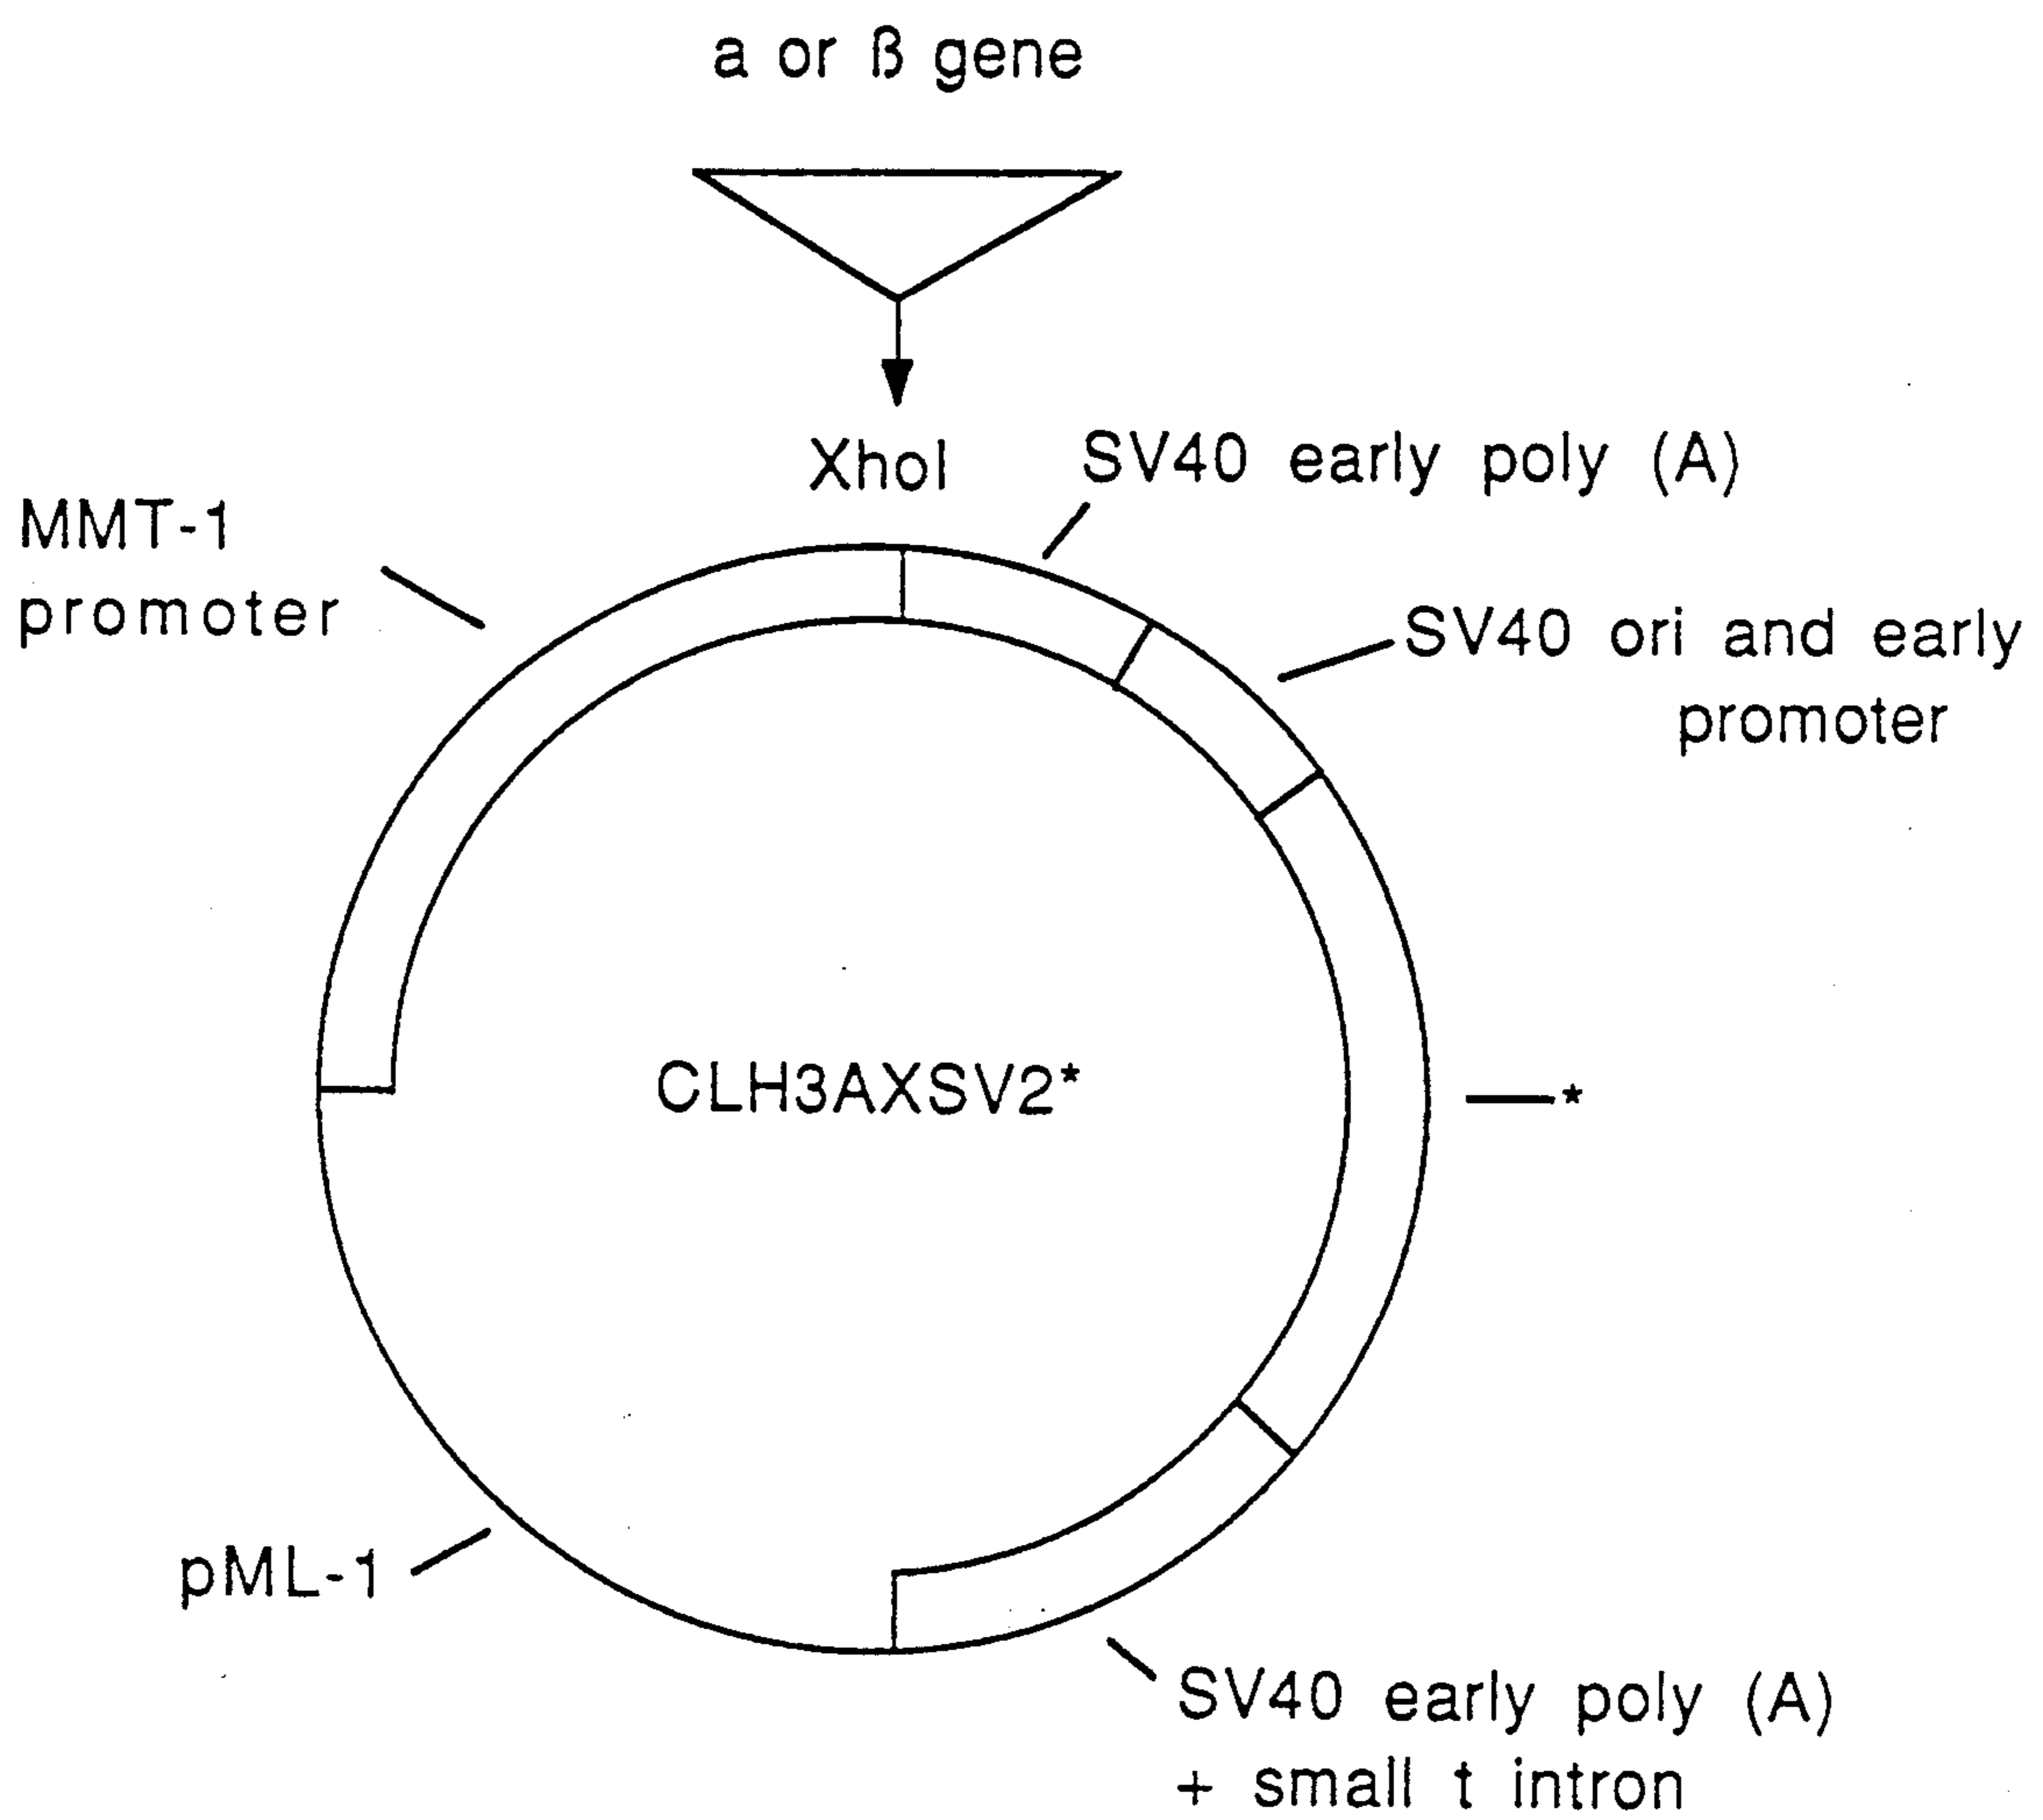 a or ß gene
XhoI
SV40 early poly (A)
MMT-1
promoter
SV40 ori and early
promoter
CLH3AXSV2*
*
pML-1
SV40 early poly (A)
+ small t intron